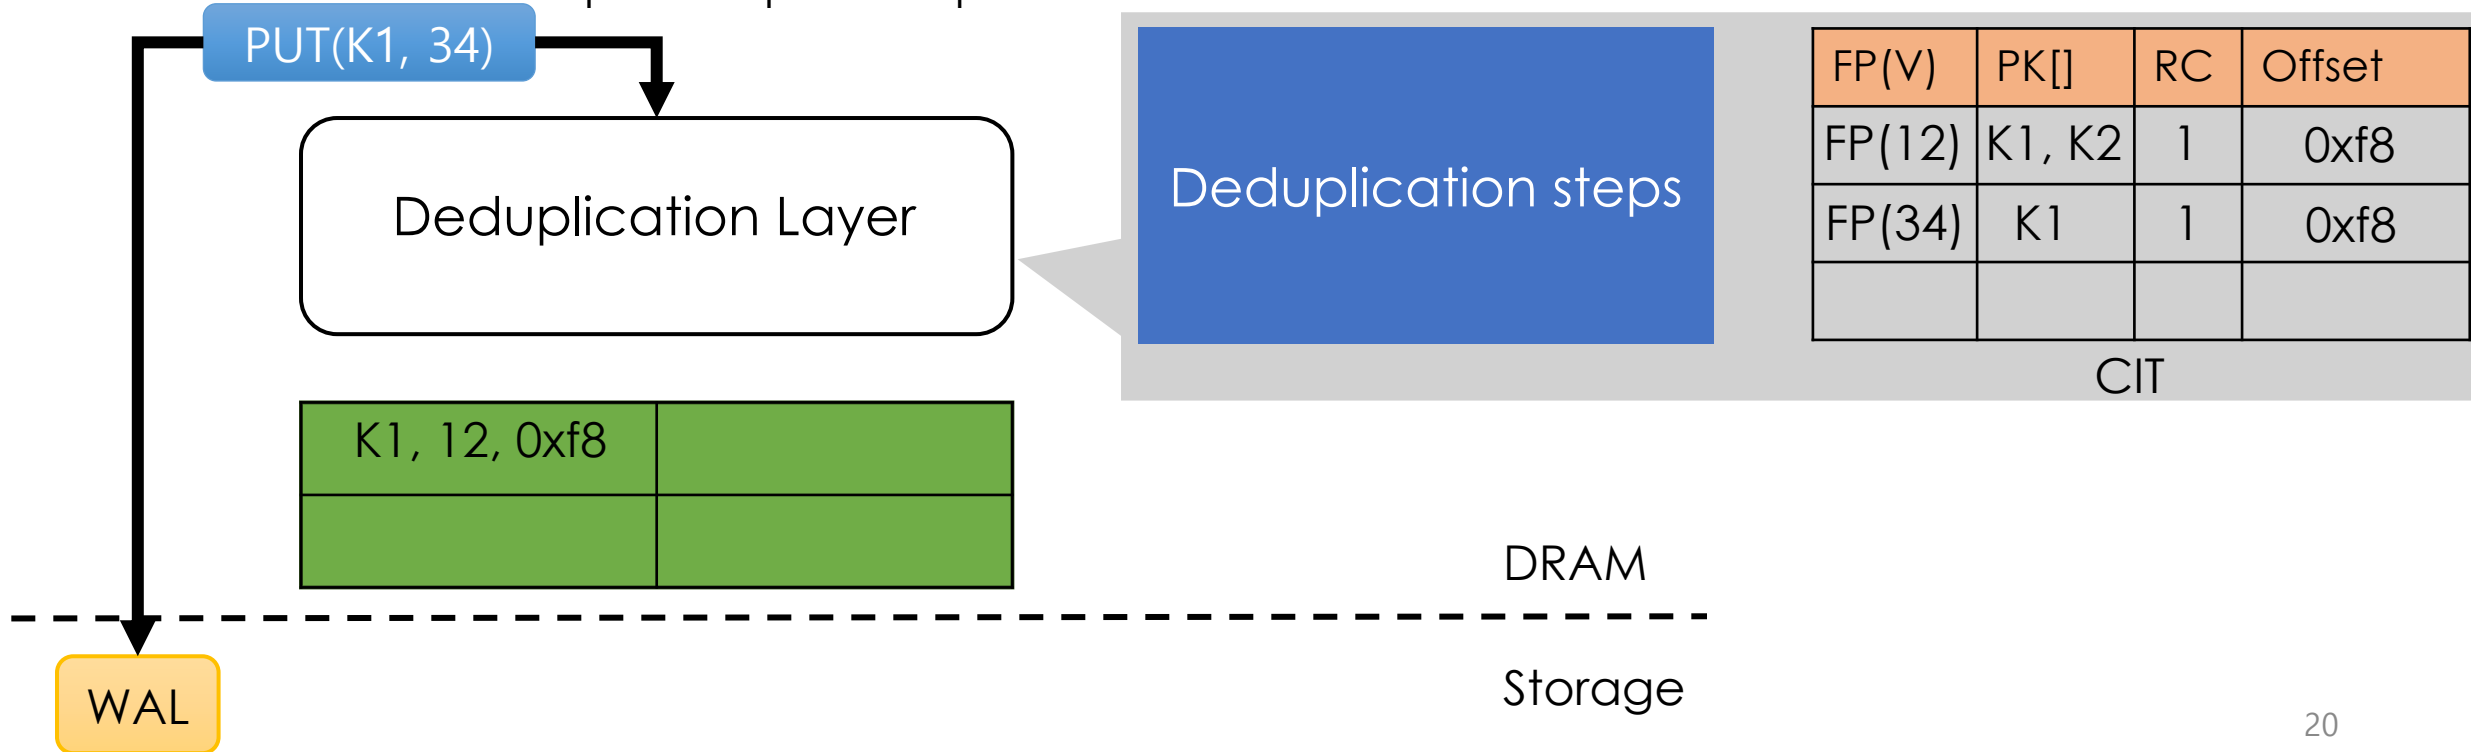 PUT(K1, 34)
Deduplication Layer
K1, 12, 0xf8
Deduplication steps
FP(V) PK[] RC Offset
FP(12) K1, K2 1 0xf8
FP(34) K1 1 0xf8
CIT
DRAM
Storage
WAL
20